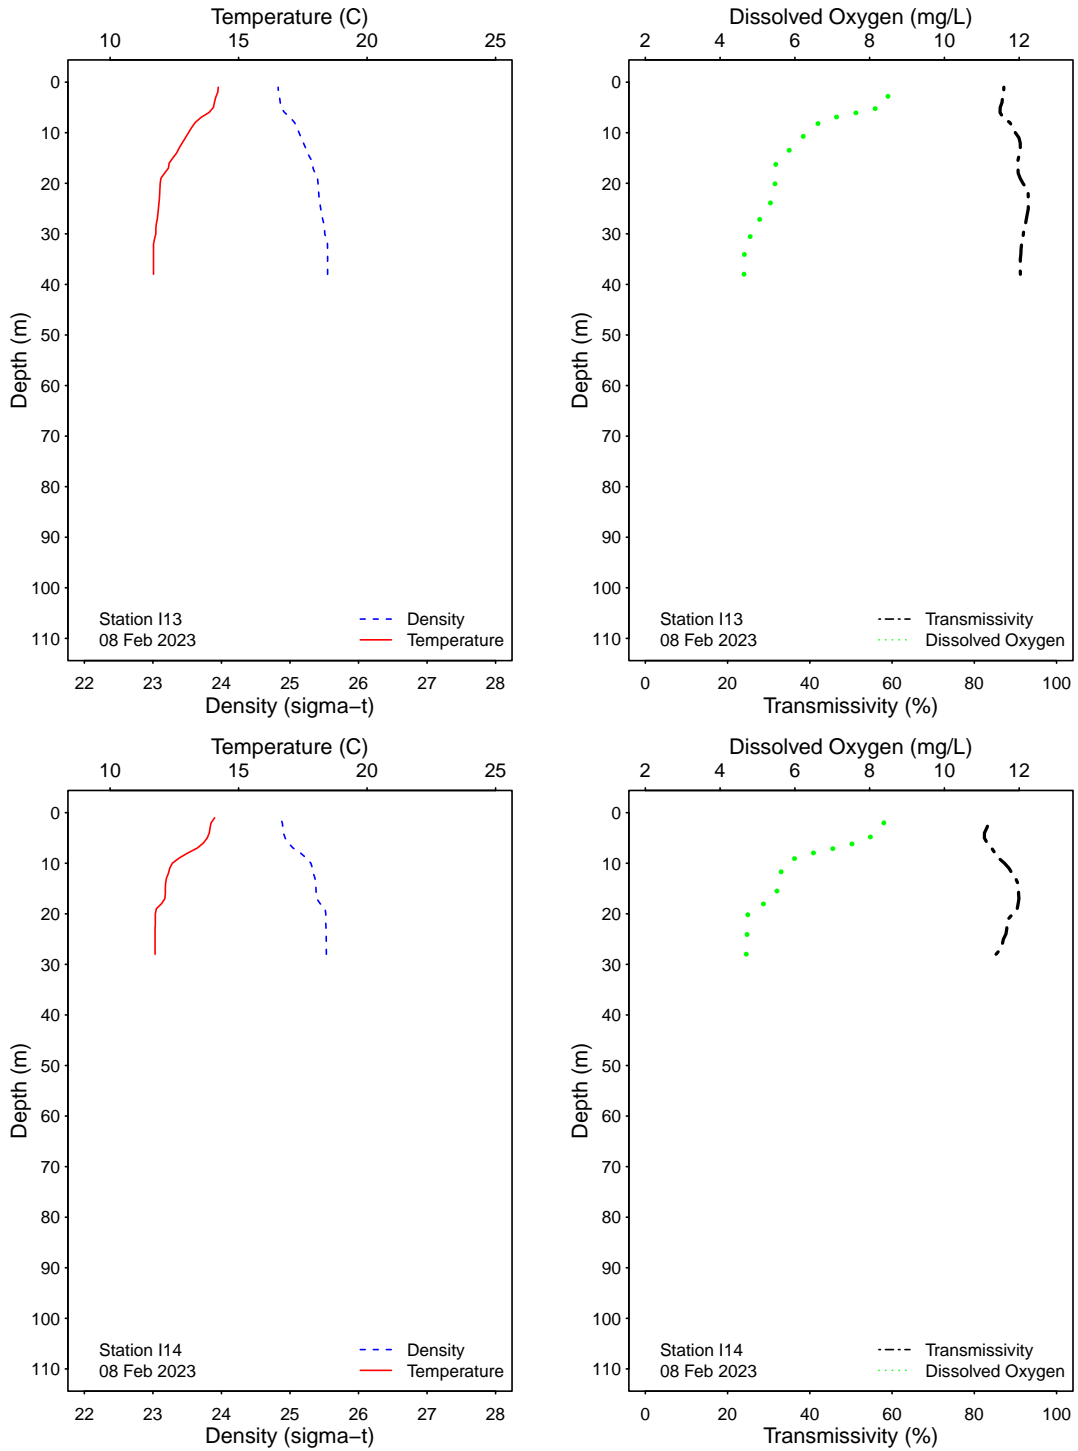 Temperature (C)
10 15 20 25
0
10
20
30
40
50
60
70
80
90
100
110
Depth (m)
Station I13
08 Feb 2023
Density
Temperature
22 23 24 25 26 27 28
Density (sigma−t)
Dissolved Oxygen (mg/L)
2 4 6 8 10 12
0
10
20
30
40
50
60
70
80
90
100
110
Depth (m)
Station I13
08 Feb 2023
Transmissivity
Dissolved Oxygen
0 20 40 60 80 100
Transmissivity (%)
Temperature (C)
10 15 20 25
0
10
20
30
40
50
60
70
80
90
100
110
Depth (m)
Station I14
08 Feb 2023
Density
Temperature
22 23 24 25 26 27 28
Density (sigma−t)
Dissolved Oxygen (mg/L)
2 4 6 8 10 12
0
10
20
30
40
50
60
70
80
90
100
110
Depth (m)
Station I14
08 Feb 2023
Transmissivity
Dissolved Oxygen
0 20 40 60 80 100
Transmissivity (%)